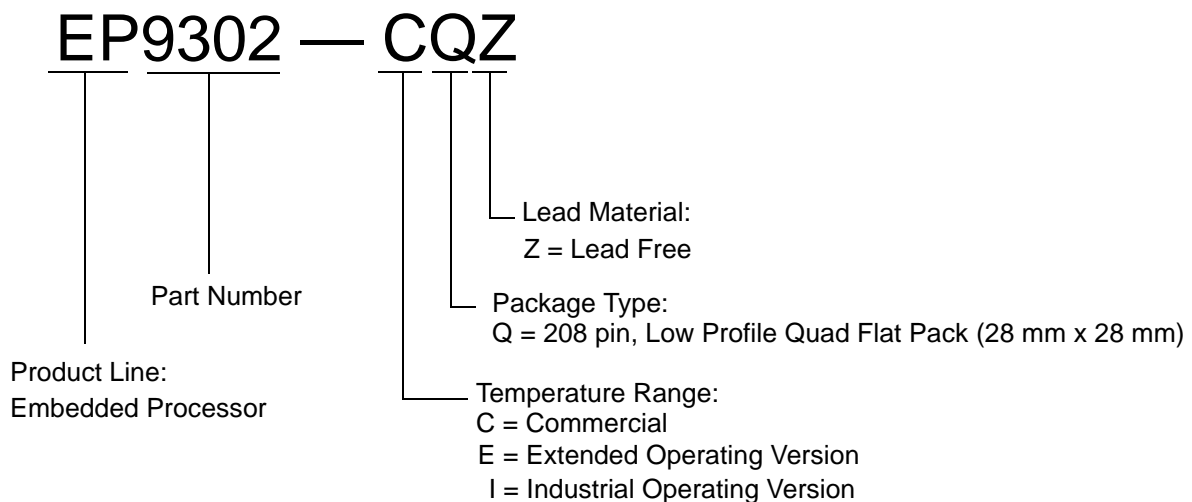 EP9302 — CQZ
Lead Material:
Z = Lead Free
Part Number
Package Type:
Q = 208 pin, Low Profile Quad Flat Pack (28 mm x 28 mm)
Product Line:
Embedded Processor
Temperature Range:
C = Commercial
E = Extended Operating Version
I = Industrial Operating Version